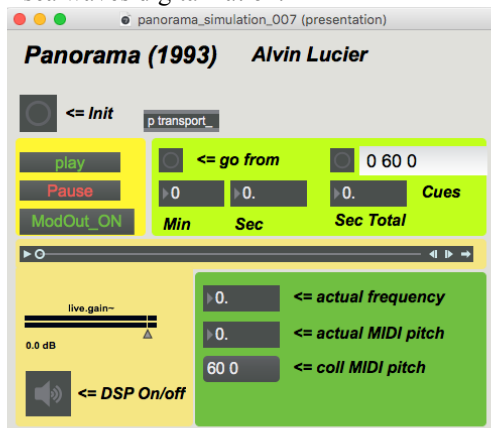 panorama_simulation_007 (presentation)
Panorama (1993) Alvin Lucier
<= Init
p transport_
play
<= go from
0 60 0
Pause
0
0.
0.
Cues
ModOut_ON
Min
Sec
Sec Total
live.gain~
0.0 dB
<= DSP On/off
0.
<= actual frequency
0.
<= actual MIDI pitch
60 0
<= coll MIDI pitch